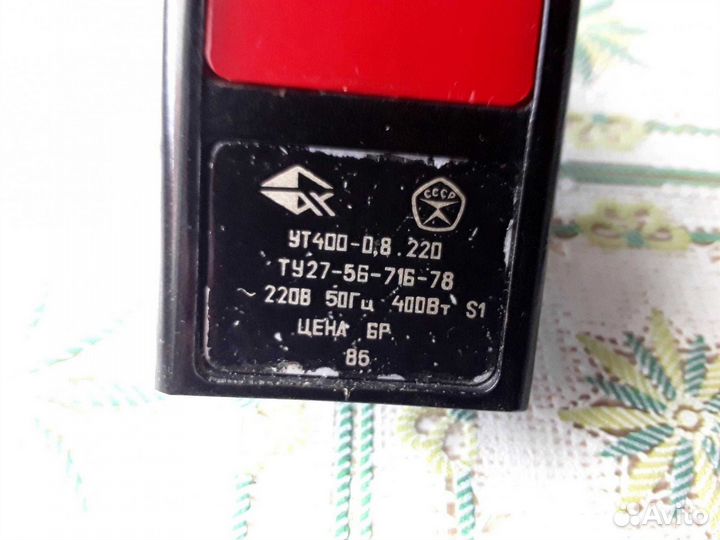 СССР
УТ400-0,8 220
ТУ27-56-716-78
~ 220В 50Гц 400Вт S1
ЦЕНА 6Р
86
Avito